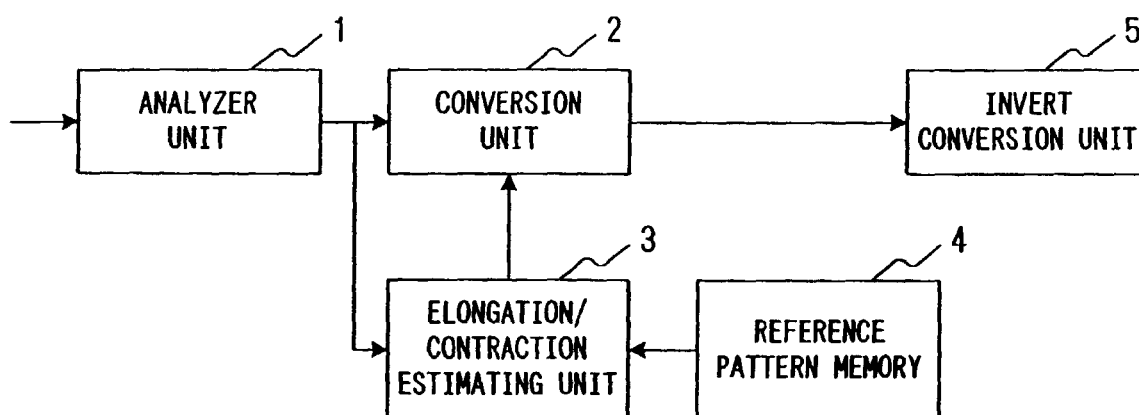 1
ANALYZER
UNIT
2
CONVERSION
UNIT
5
INVERT
CONVERSION UNIT
3
ELONGATION/
CONTRACTION
ESTIMATING UNIT
4
REFERENCE
PATTERN MEMORY